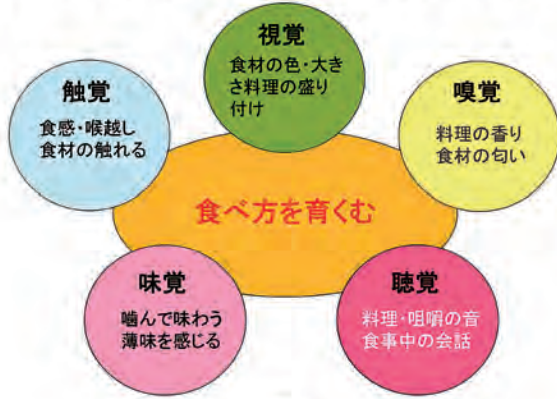 視覚
食材の色・大き
さ料理の盛り
付け
触覚
食感・喉越し
食材の触れる
嗅覚
料理の香り
食材の匂い
食べ方を育くむ
味覚
噛んで味わう
薄味を感じる
聴覚
料理・咀嚼の音
食事中の会話